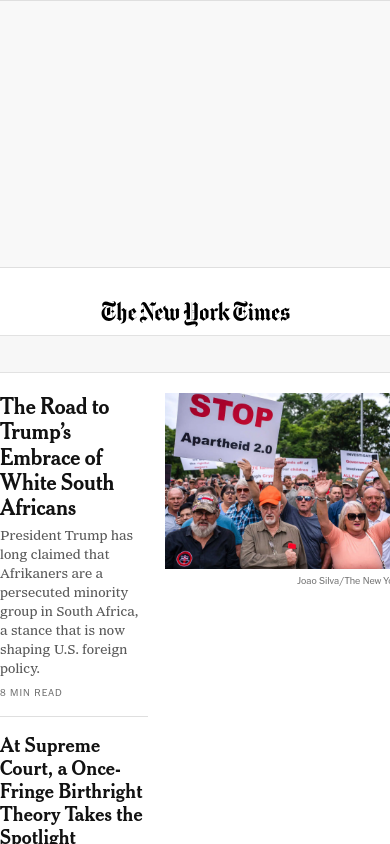 The New York Times
The Road to
Trump’s
Embrace of
White South
Africans
President Trump has
long claimed that
Afrikaners are a
persecuted minority
group in South Africa,
a stance that is now
shaping U.S. foreign
policy.
8 MIN READ
STOP
Apartheid 2.0
Joao Silva/The New Yo
At Supreme
Court, a Once-
Fringe Birthright
Theory Takes the
Spotlight